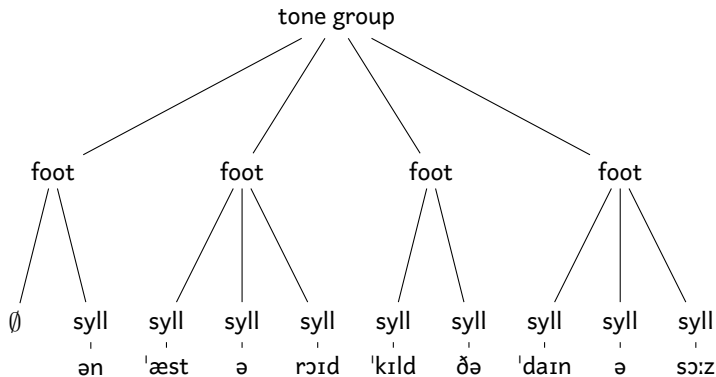 tone group
foot foot foot foot
∅ syll syll syll syll syll syll syll syll syll
ən ˈæst ə rɔɪd ˈkɪld ðə ˈdaɪn ə sɔːz